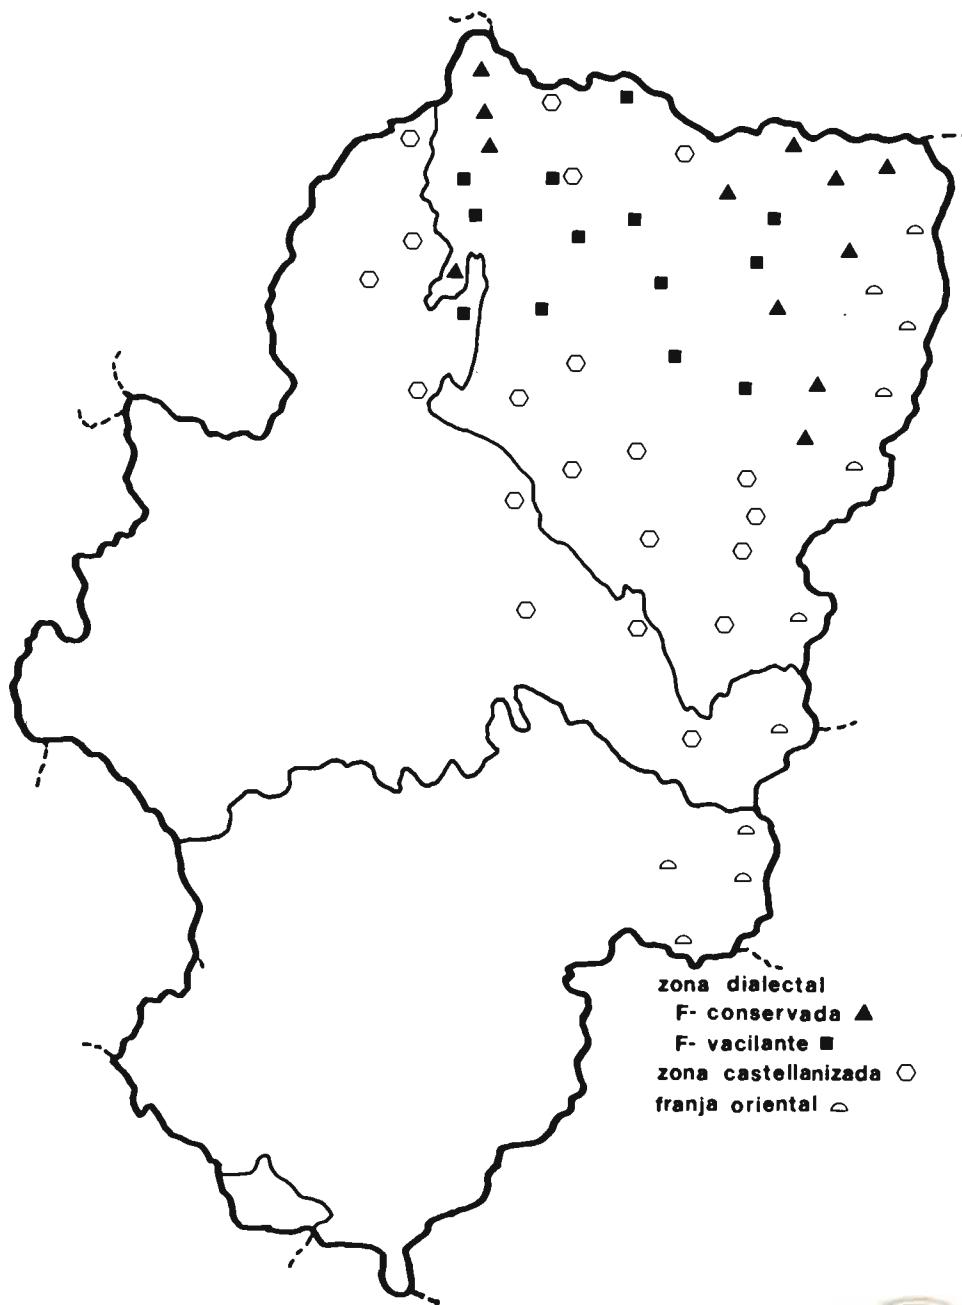 zona dialectal
F- conservada
F- vacilante
zona castellanizada
franja oriental